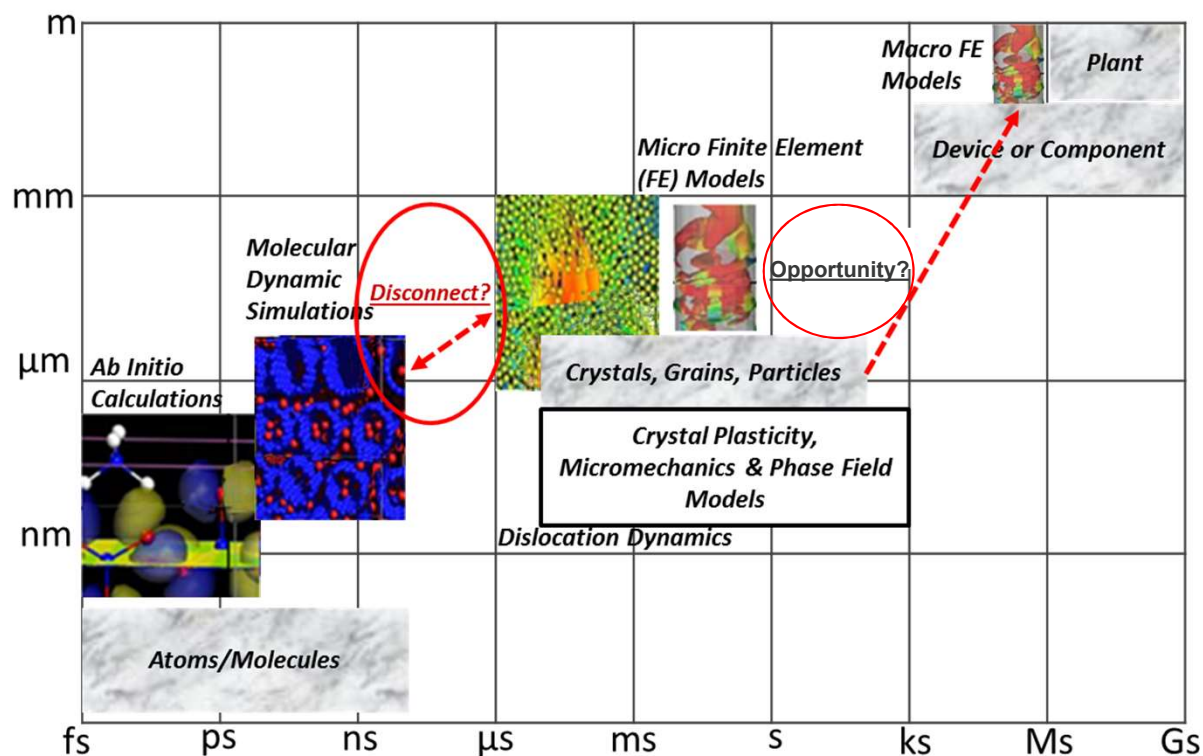 m
Macro FE
Models
Plant
Micro Finite Element
(FE) Models
Device or Component
mm
Molecular
Dynamic
Simulations
Disconnect?
Opportunity?
μm
Ab Initio
Calculations
Crystals, Grains, Particles
Crystal Plasticity,
Micromechanics & Phase Field
Models
nm
Dislocation Dynamics
Atoms/Molecules
fs ps ns μs ms s ks Ms Gs